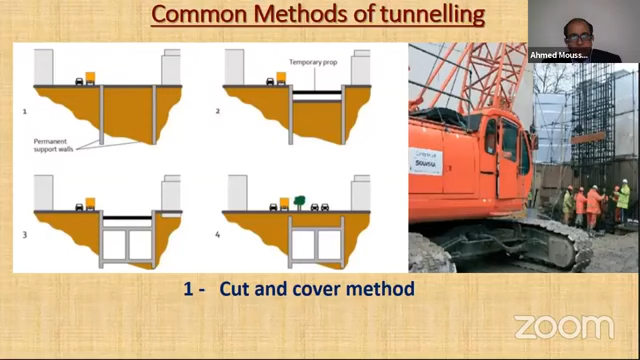 Common Methods of tunnelling
Ahmed Mouss...
Temporary prop
1
2
Permanent
support walls
3
4
1 - Cut and cover method
zoom